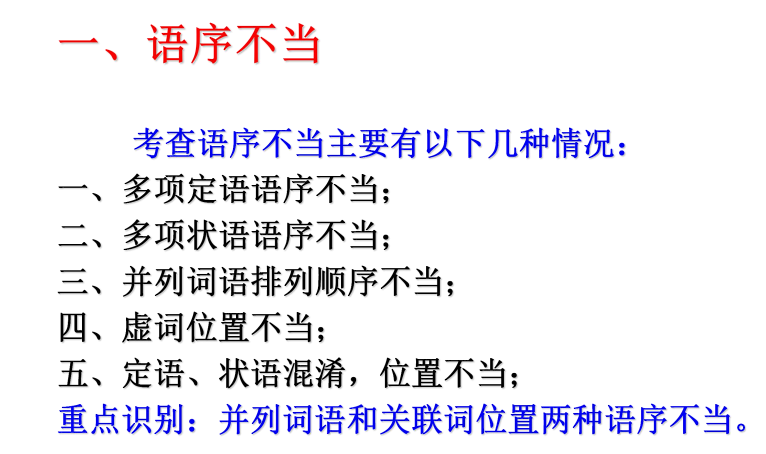 一、语序不当
考查语序不当主要有以下几种情况：
一、多项定语语序不当；
二、多项状语语序不当；
三、并列词语排列顺序不当；
四、虚词位置不当；
五、定语、状语混淆，位置不当；
重点识别：并列词语和关联词位置两种语序不当。